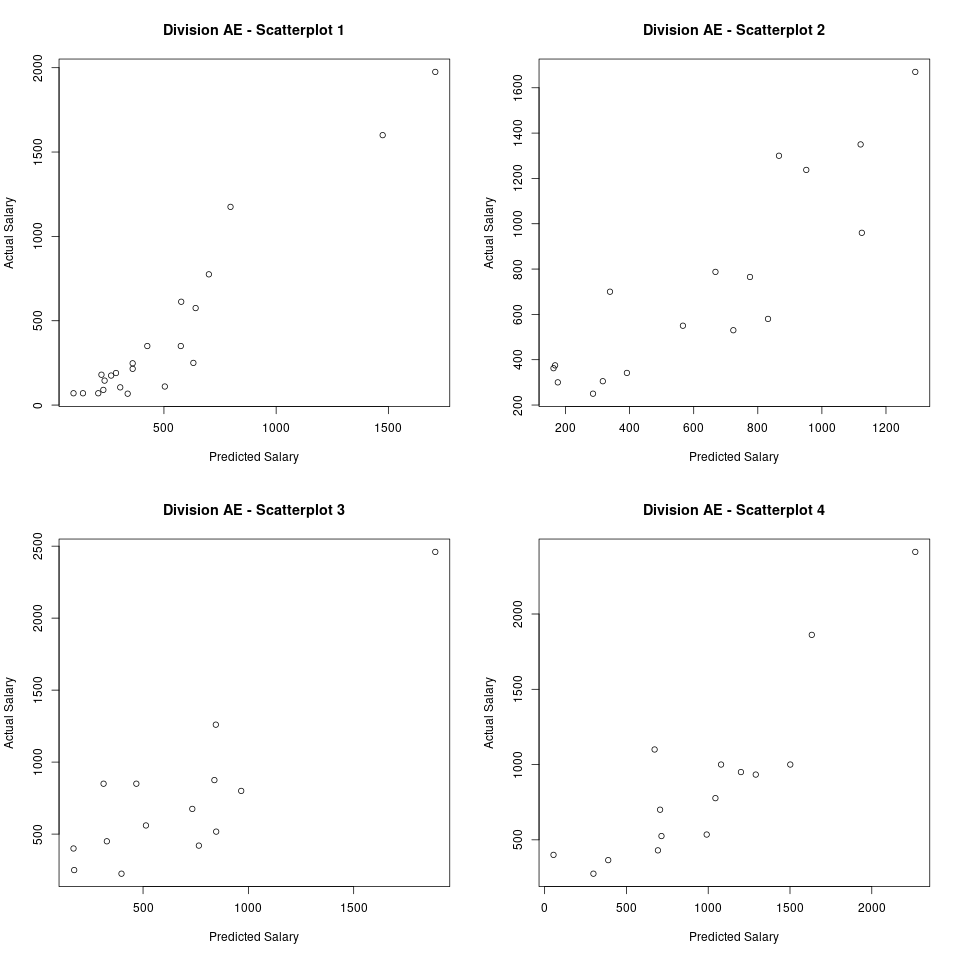 Division AE - Scatterplot 1
Actual Salary
2000
1500
1000
500
0
500 1000 1500
Predicted Salary
Division AE - Scatterplot 2
Actual Salary
1600
1400
1200
1000
800
600
400
200
200 400 600 800 1000 1200
Predicted Salary
Division AE - Scatterplot 3
Actual Salary
2500
2000
1500
1000
500
500 1000 1500
Predicted Salary
Division AE - Scatterplot 4
Actual Salary
2000
1500
1000
500
0 500 1000 1500 2000
Predicted Salary